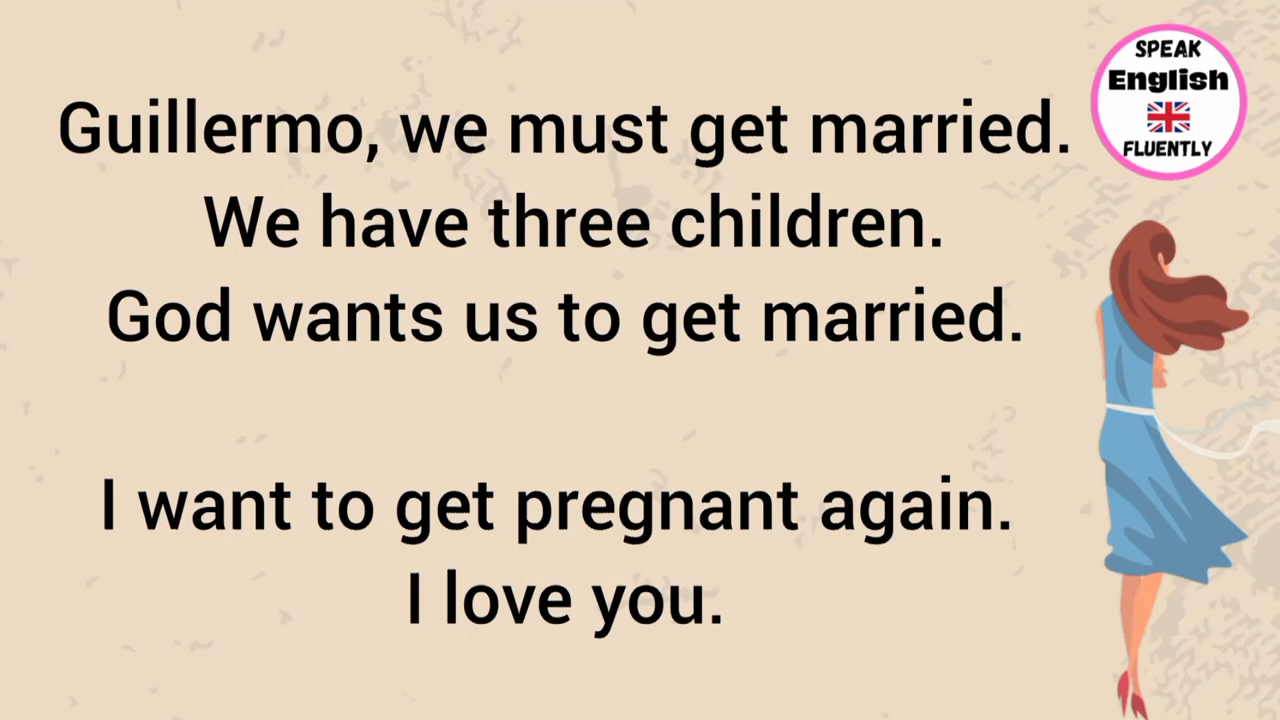 SPEAK
English
FLUENTLY
Guillermo, we must get married.
We have three children.
God wants us to get married.
I want to get pregnant again.
I love you.